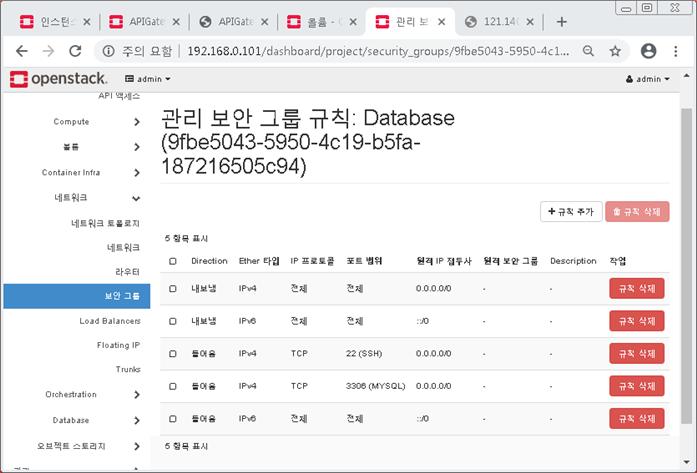 인스턴스
APIGate
APIGate
볼륨 - C
관리 보인
121.140
주의 요함 | 192.168.0.101/dashboard/project/security_groups/9fbe5043-5950-4c1...
openstack.
admin
admin
API 액세스
Compute
볼륨
Container Infra
네트워크
네트워크 토폴로지
네트워크
라우터
보안 그룹
Load Balancers
Floating IP
Trunks
Orchestration
Database
오브젝트 스토리지
관리 보안 그룹 규칙: Database
(9fbe5043-5950-4c19-b5fa-
187216505c94)
규칙 추가
규칙 삭제
5 항목 표시
Direction Ether 타입 IP 프로토콜 포트 범위 원격 IP 접두사 원격 보안 그룹 Description 작업
내보냄 IPv4 전체 전체 0.0.0.0/0 - - 규칙 삭제
내보냄 IPv6 전체 전체 ::/0 - - 규칙 삭제
들어옴 IPv4 TCP 22 (SSH) 0.0.0.0/0 - - 규칙 삭제
들어옴 IPv4 TCP 3306 (MYSQL) 0.0.0.0/0 - - 규칙 삭제
들어옴 IPv6 전체 전체 ::/0 - - 규칙 삭제
5 항목 표시